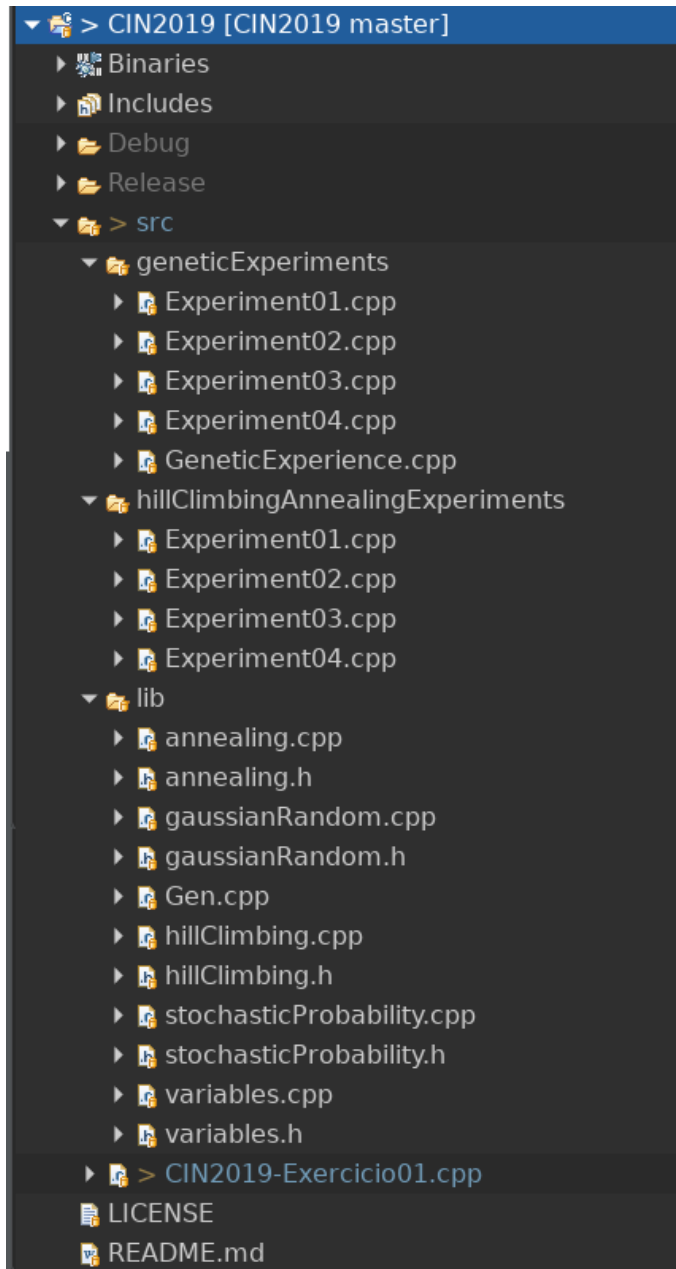 > CIN2019 [CIN2019 master]
Binaries
Includes
Debug
Release
> src
geneticExperiments
Experiment01.cpp
Experiment02.cpp
Experiment03.cpp
Experiment04.cpp
GeneticExperience.cpp
hillClimbingAnnealingExperiments
Experiment01.cpp
Experiment02.cpp
Experiment03.cpp
Experiment04.cpp
lib
annealing.cpp
annealing.h
gaussianRandom.cpp
gaussianRandom.h
Gen.cpp
hillClimbing.cpp
hillClimbing.h
stochasticProbability.cpp
stochasticProbability.h
variables.cpp
variables.h
> CIN2019-Exercicio01.cpp
LICENSE
README.md